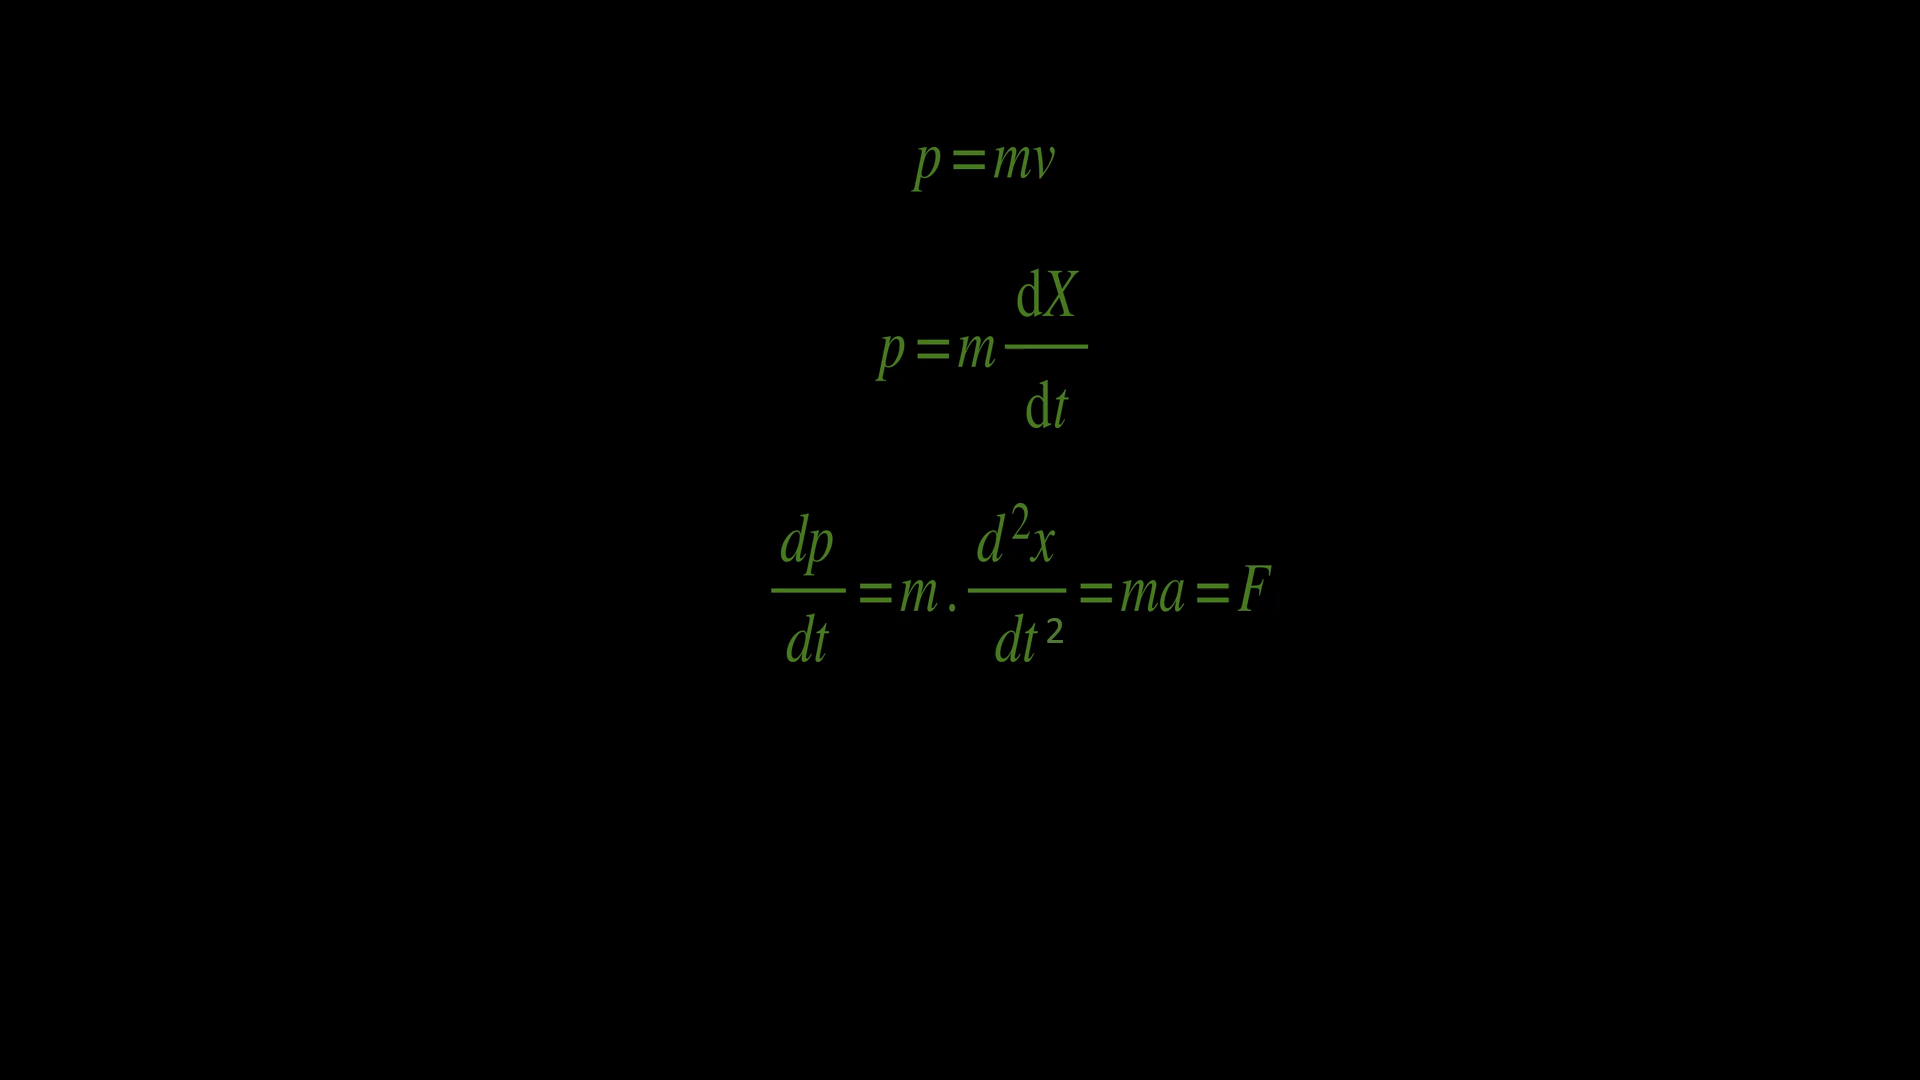 p = mv
p = m dX/dt
dp/dt = m . d²x/dt² = ma = F